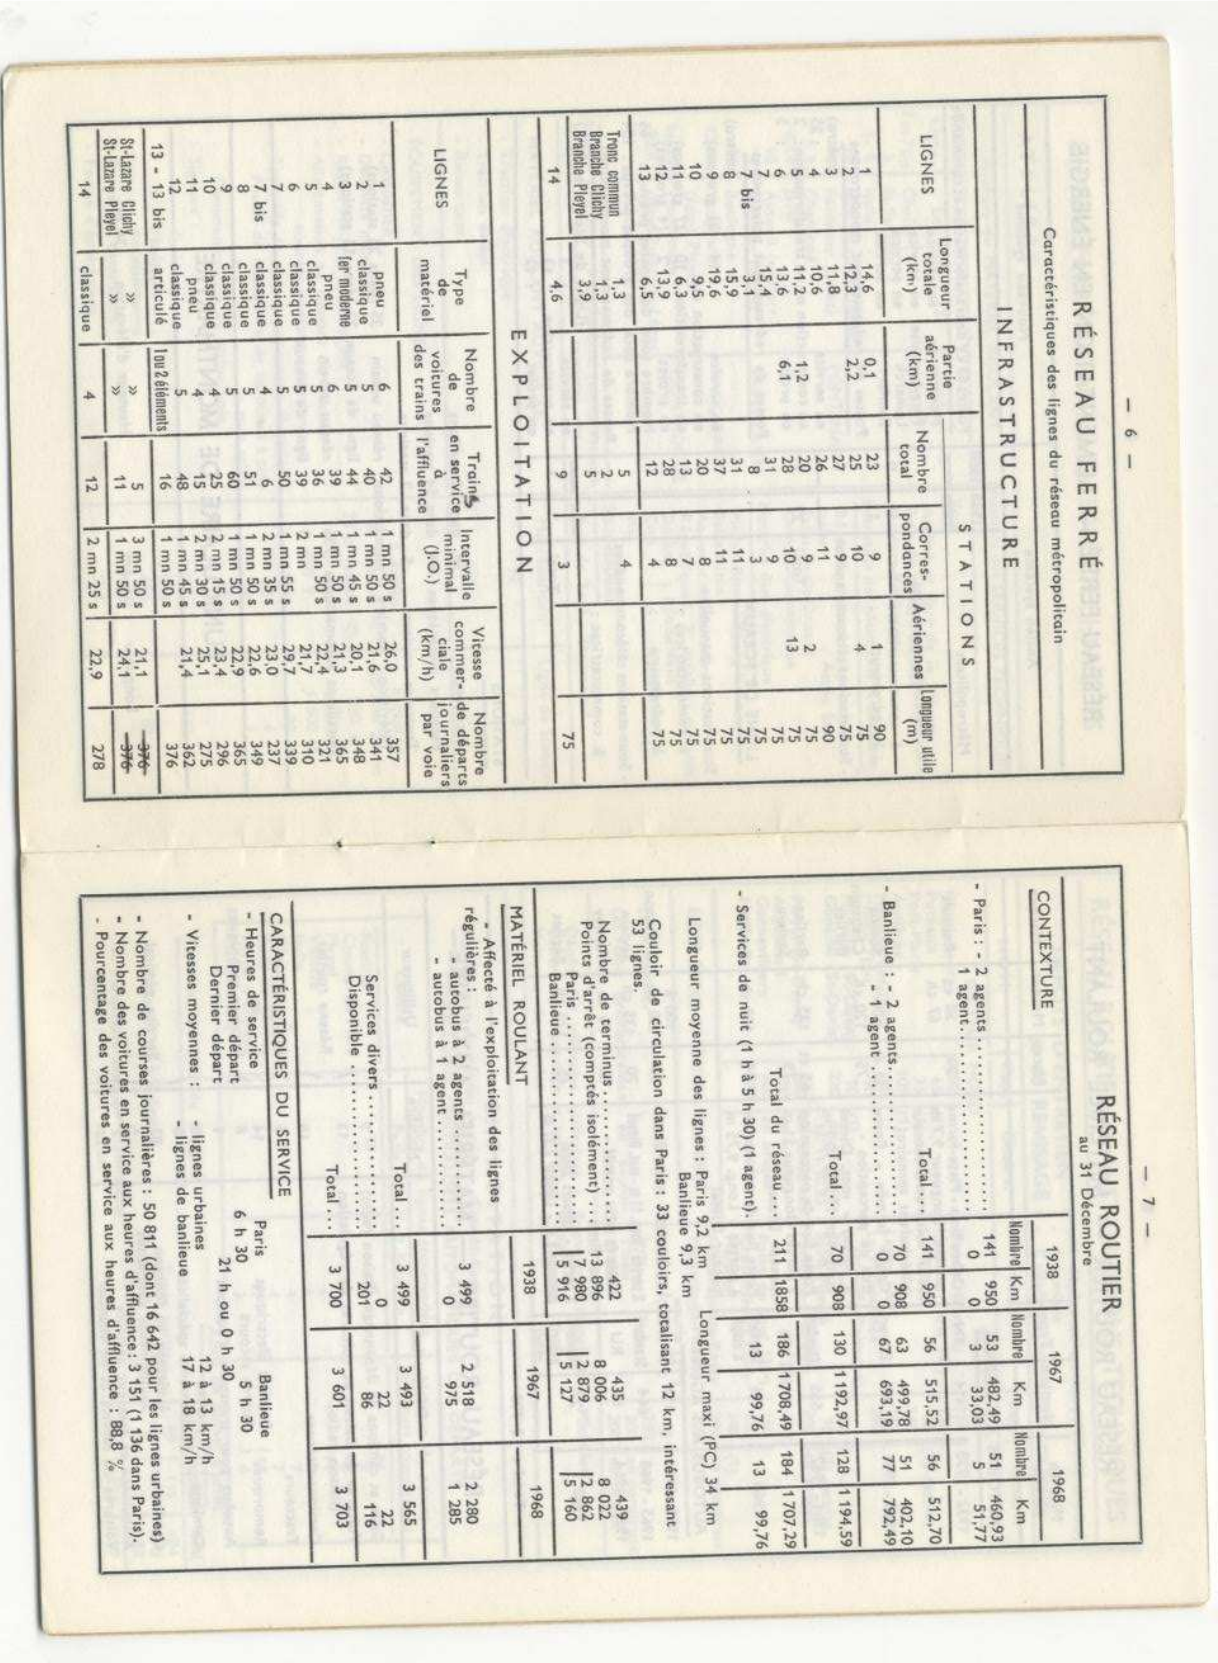 — 6 —
RÉSEAU FERRÉ
Caractéristiques des lignes du réseau métropolitain
INFRASTRUCTURE
LIGNES Longueur totale (km) Partie aérienne (km) STATIONS
Nombre total Corres- pondances Aériennes Longueur utile (m)
1 14,6 0,1 23 9 1 90
2 12,3 2,2 25 10 4 75
3 11,8 27 9 75
4 10,6 26 11 90
5 11,2 1,2 20 9 2 75
6 13,6 6,1 28 10 13 75
7 15,4 31 9 75
7 bis 3,1 8 3 75
8 15,9 31 11 75
9 19,6 37 11 75
10 9,5 20 8 75
11 6,3 13 7 75
12 13,9 28 8 75
13 6,5 12 4 75
Tronc commun 1,3 5 4
Branche Clichy 1,3 2
Branche Pleyel 3,9 5
14 4,6 9 3 75
EXPLOITATION
LIGNES Type de matériel Nombre de voitures des trains Trains en service à l'affluence Intervalle minimal (J.O.) Vitesse commer- ciale (km/h) Nombre de départs journaliers par voie
1 pneu 6 42 1 mn 50 s 26,0 357
2 classique 5 40 1 mn 50 s 21,6 341
3 fer moderne 5 44 1 mn 45 s 20,1 348
4 pneu 6 39 1 mn 50 s 21,3 365
5 classique 5 36 1 mn 50 s 22,4 321
6 classique 5 39 2 mn 21,7 310
7 classique 5 50 1 mn 55 s 29,7 339
7 bis classique 4 6 2 mn 35 s 23,0 237
8 classique 5 51 1 mn 50 s 22,6 349
9 classique 5 60 1 mn 50 s 22,9 365
10 classique 4 25 2 mn 15 s 23,4 296
11 pneu 4 15 2 mn 30 s 25,1 275
12 classique 5 48 1 mn 45 s 21,4 362
13 - 13 bis articulé 1 ou 2 éléments 16 1 mn 50 s 376
St-Lazare Clichy » » 5 3 mn 50 s 21,1 376
St-Lazare Pleyel » » 11 1 mn 50 s 24,1 376
14 classique 4 12 2 mn 25 s 22,9 278
— 7 —
RÉSEAU ROUTIER
au 31 Décembre
CONTEXTURE 1938 1967 1968
Nombre Km Nombre Km Nombre Km
- Paris : - 2 agents .................... 141 950 53 482,49 51 460,93
1 agent .................... 0 0 3 33,03 5 51,77
Total ... 141 950 56 515,52 56 512,70
- Banlieue : - 2 agents .................... 70 908 63 499,78 51 402,10
- 1 agent .................... 0 0 67 693,19 77 792,49
Total ... 70 908 130 1 192,97 128 1 194,59
Total du réseau ... 211 1858 186 1 708,49 184 1 707,29
- Services de nuit (1 h à 5 h 30) (1 agent). 13 99,76 13 99,76
Longueur moyenne des lignes : Paris 9,2 km Longueur maxi (PC) 34 km
Banlieue 9,3 km
Couloir de circulation dans Paris : 33 couloirs, totalisant 12 km, intéressant
53 lignes.
Nombre de terminus .................... 422 435 439
Points d'arrêt (comptés isolément) ... 13 896 8 006 8 022
Paris .................... 7 980 2 879 2 862
Banlieue .................... 5 916 5 127 5 160
MATÉRIEL ROULANT 1938 1967 1968
- Affecté à l'exploitation des lignes
régulières :
- autobus à 2 agents .......... 3 499 2 518 2 280
- autobus à 1 agent .......... 0 975 1 285
Total ... 3 499 3 493 3 565
Services divers .................... 0 22 22
Disponible .................... 201 86 116
Total ... 3 700 3 601 3 703
CARACTÉRISTIQUES DU SERVICE
Paris Banlieue
- Heures de service
Premier départ 6 h 30 5 h 30
Dernier départ 21 h ou 0 h 30
- Vitesses moyennes : - lignes urbaines 12 à 13 km/h
- lignes de banlieue 17 à 18 km/h
- Nombre de courses journalières : 50 811 (dont 16 642 pour les lignes urbaines)
- Nombre des voitures en service aux heures d'affluence : 3 151 (1 136 dans Paris).
- Pourcentage des voitures en service aux heures d'affluence : 88,8 %